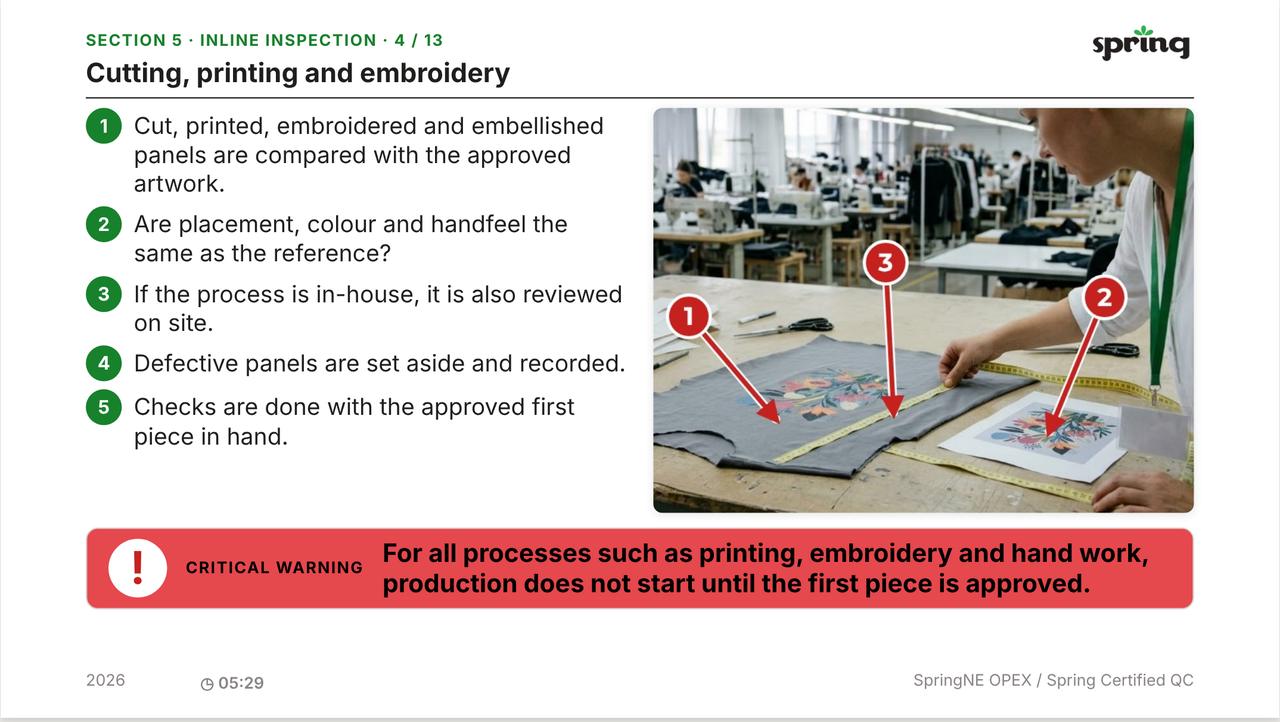 SECTION 5 · INLINE INSPECTION · 4 / 13
spring
Cutting, printing and embroidery
1 Cut, printed, embroidered and embellished
panels are compared with the approved
artwork.
2 Are placement, colour and handfeel the
same as the reference?
3 If the process is in-house, it is also reviewed
on site.
4 Defective panels are set aside and recorded.
5 Checks are done with the approved first
piece in hand.
1
3
2
! CRITICAL WARNING
For all processes such as printing, embroidery and hand work,
production does not start until the first piece is approved.
2026
05:29
SpringNE OPEX / Spring Certified QC